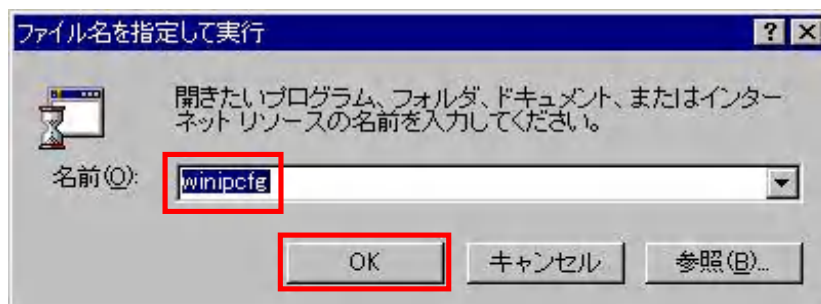 ファイル名を指定して実行
開きたいプログラム、フォルダ、ドキュメント、またはインター
ネット リソースの名前を入力してください。
名前(O): winipcfg
OK キャンセル 参照(B)...